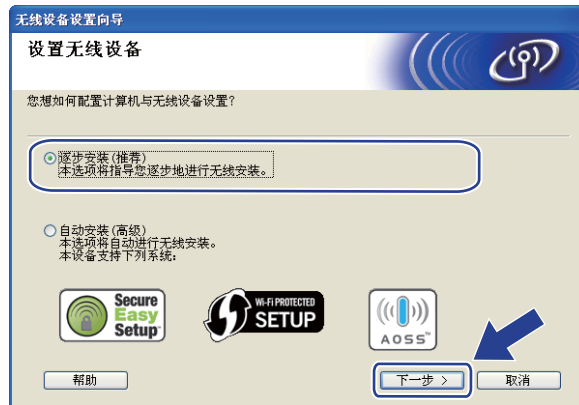 无线设备设置向导
设置无线设备
您想如何配置计算机与无线设备设置?
逐步安装(推荐)
本选项将指导您逐步地进行无线安装。
自动安装(高级)
本选项将自动进行无线安装。
本设备支持下列系统:
Secure
Easy
Setup™
WI-FI PROTECTED
SETUP
AOSS™
帮助
下一步 >
取消